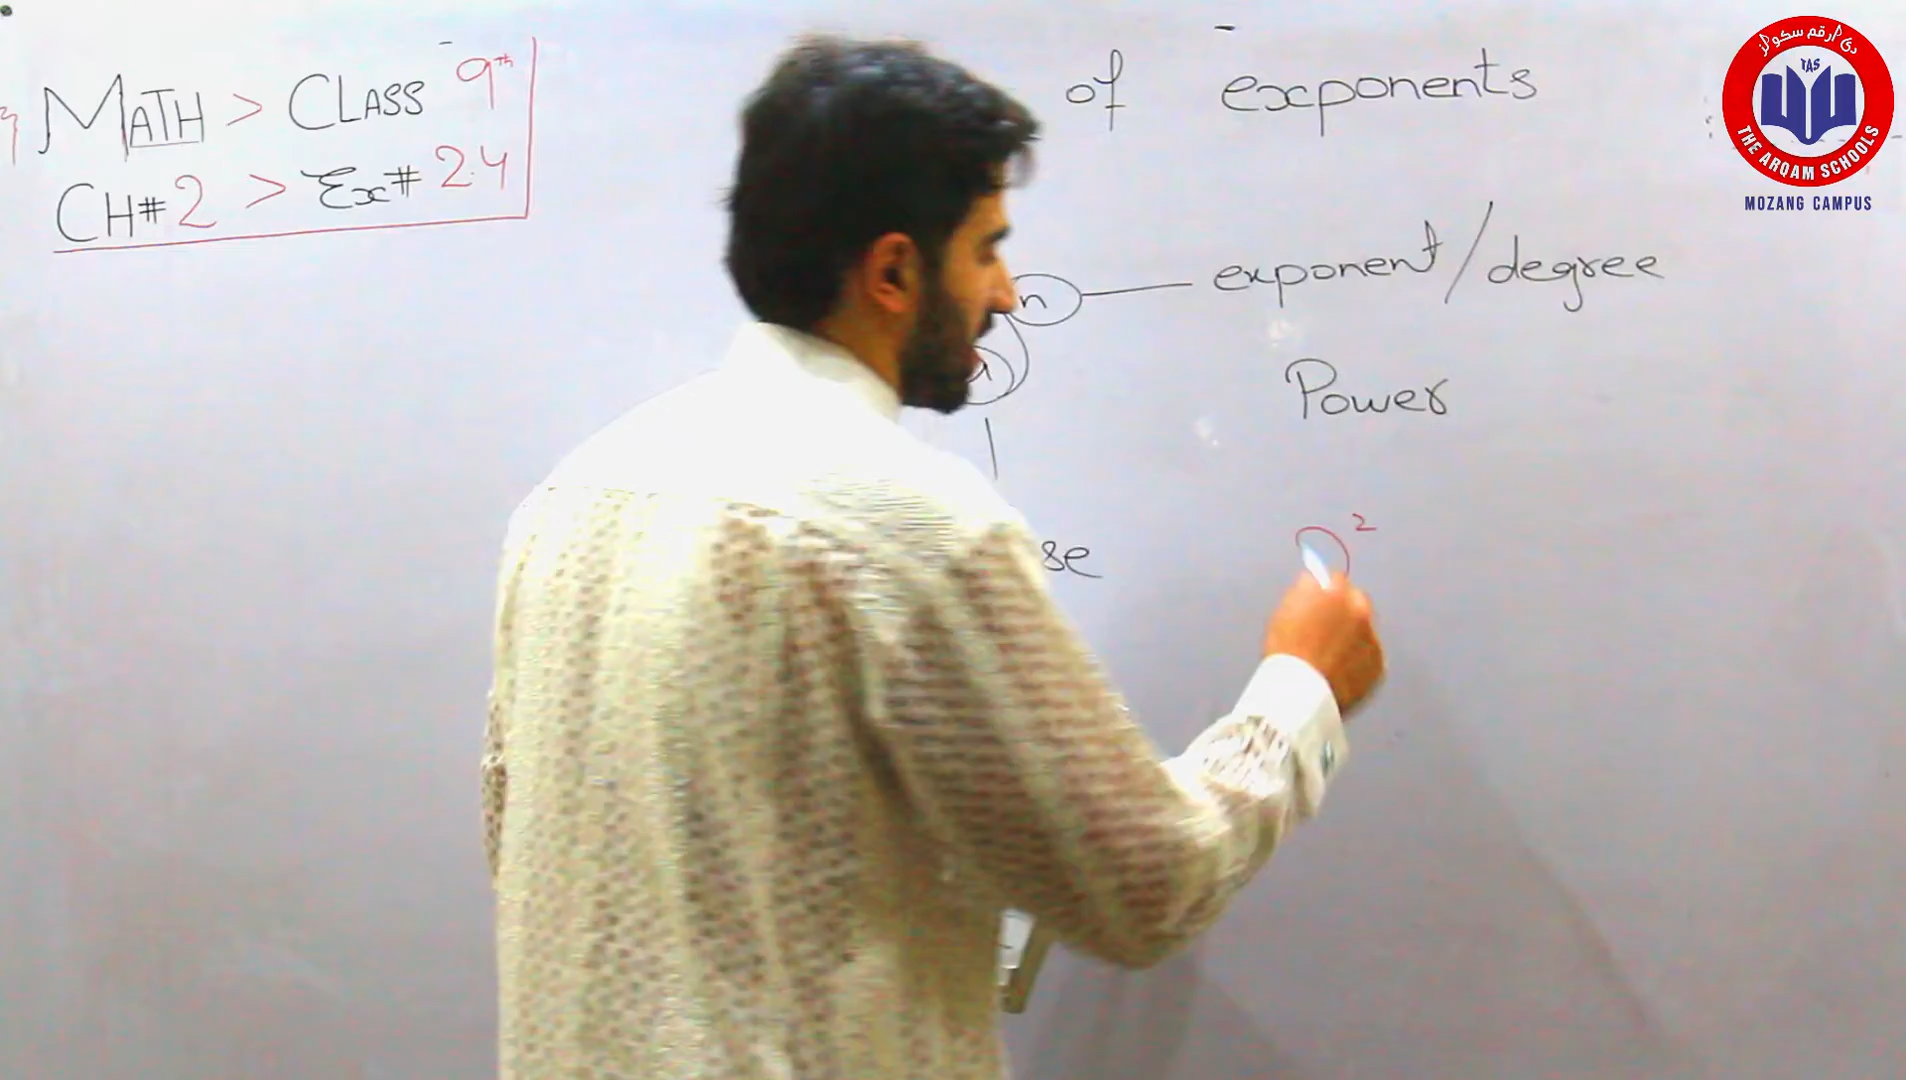 MATH > CLASS 9th
CH# 2 > Ex# 2.4
of exponents
n exponent/degree
a
Power
se
2
دی ارقم سکولز
TAS
THE ARQAM SCHOOLS
MOZANG CAMPUS